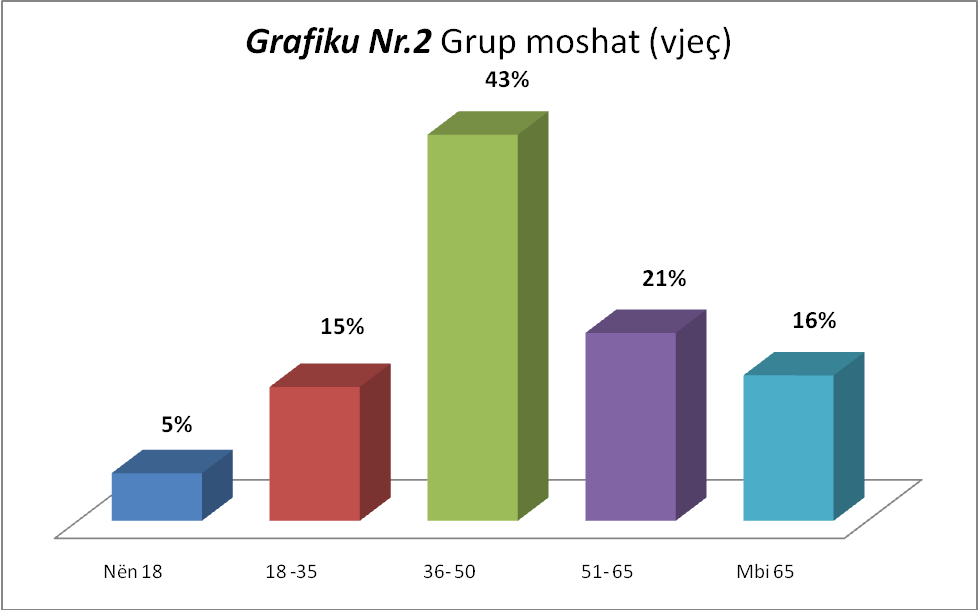 Grafiku Nr.2 Grup moshat (vjeç)
43%
21%
16%
15%
5%
Nën 18 18 -35 36- 50 51- 65 Mbi 65